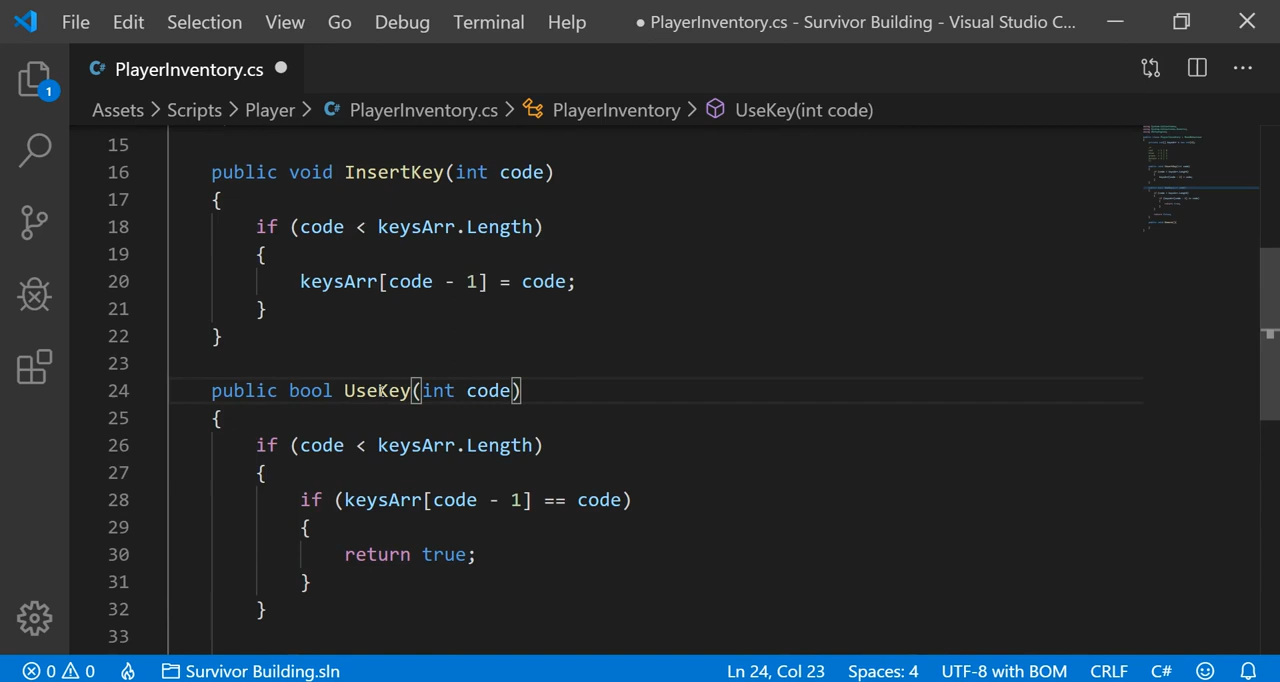 File Edit Selection View Go Debug Terminal Help ● PlayerInventory.cs - Survivor Building - Visual Studio C...
PlayerInventory.cs
1
Assets > Scripts > Player > PlayerInventory.cs > PlayerInventory > UseKey(int code)
15
16 public void InsertKey(int code)
17 {
18 if (code < keysArr.Length)
19 {
20 keysArr[code - 1] = code;
21 }
22 }
23
24 public bool UseKey(int code)
25 {
26 if (code < keysArr.Length)
27 {
28 if (keysArr[code - 1] == code)
29 {
30 return true;
31 }
32 }
33
0 0 Survivor Building.sln Ln 24, Col 23 Spaces: 4 UTF-8 with BOM CRLF C#